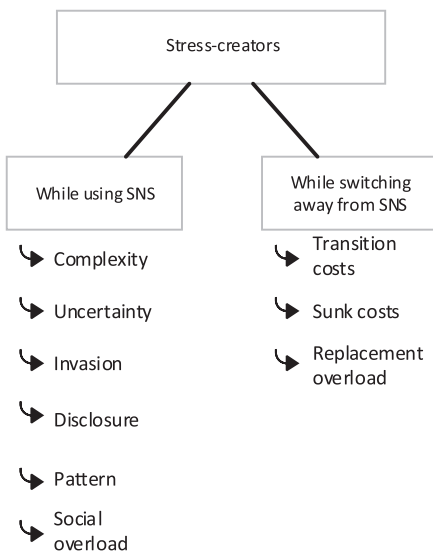 Stress-creators
While using SNS
Complexity
Uncertainty
Invasion
Disclosure
Pattern
Social
overload
While switching
away from SNS
Transition
costs
Sunk costs
Replacement
overload